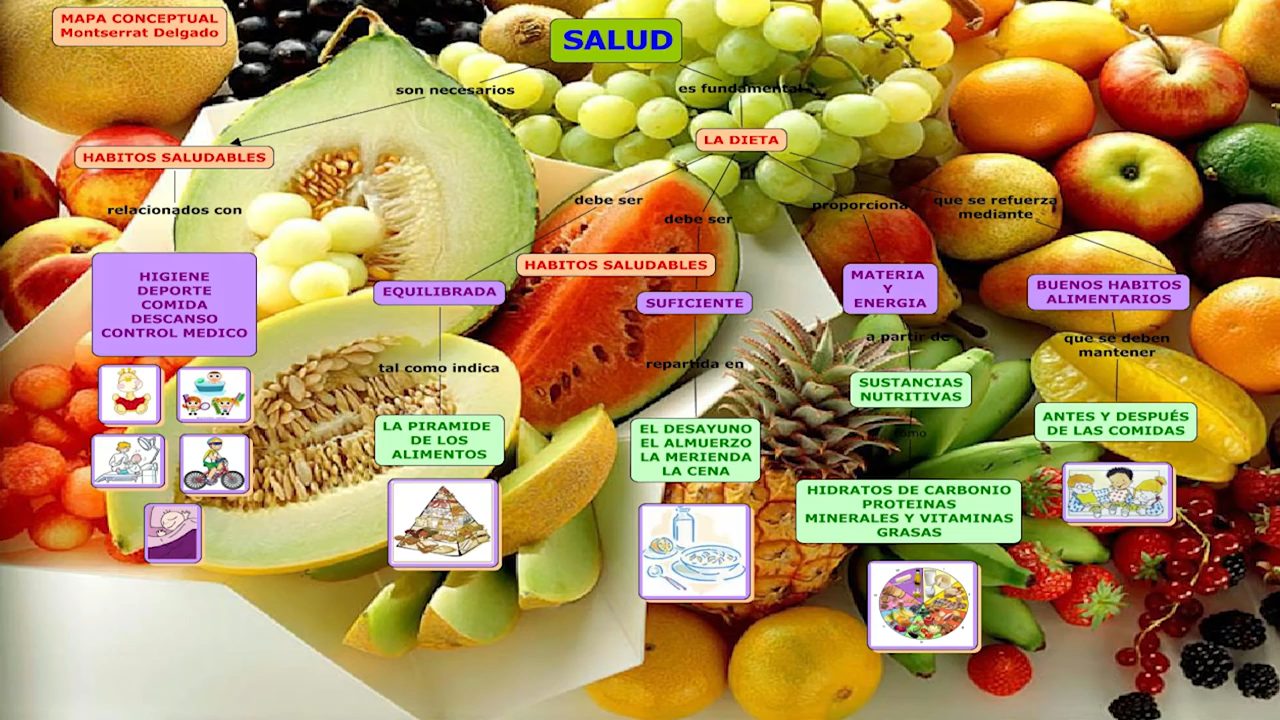 MAPA CONCEPTUAL
Montserrat Delgado
SALUD
son necesarios
es fundamental
LA DIETA
HABITOS SALUDABLES
relacionados con
debe ser
debe ser
proporciona
que se refuerza
mediante
HIGIENE
DEPORTE
COMIDA
DESCANSO
CONTROL MEDICO
EQUILIBRADA
HABITOS SALUDABLES
SUFICIENTE
MATERIA
Y
ENERGIA
BUENOS HABITOS
ALIMENTARIOS
tal como indica
repartida en
a partir de
que se deben
mantener
LA PIRAMIDE
DE LOS
ALIMENTOS
EL DESAYUNO
EL ALMUERZO
LA MERIENDA
LA CENA
SUSTANCIAS
NUTRITIVAS
como
ANTES Y DESPUÉS
DE LAS COMIDAS
HIDRATOS DE CARBONIO
PROTEINAS
MINERALES Y VITAMINAS
GRASAS